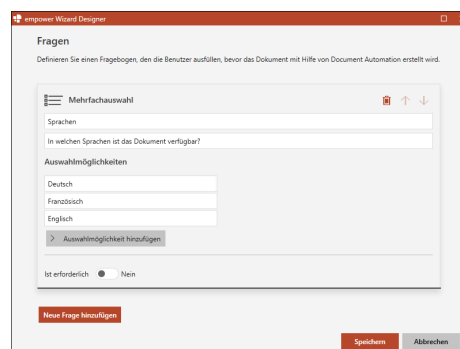 empower Wizard Designer
Fragen
Definieren Sie einen Fragebogen, den die Benutzer ausfüllen, bevor das Dokument mit Hilfe von Document Automation erstellt wird.
Mehrfachauswahl
Sprachen
In welchen Sprachen ist das Dokument verfügbar?
Auswahlmöglichkeiten
Deutsch
Französisch
Englisch
Auswahlmöglichkeit hinzufügen
Ist erforderlich Nein
Neue Frage hinzufügen
Speichern Abbrechen